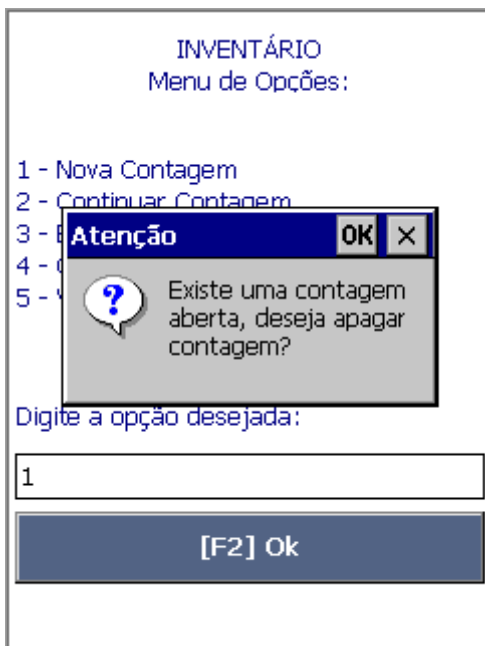 INVENTÁRIO
Menu de Opções:
1 - Nova Contagem
2 - Continuar Contagem
3 -
4 -
5 -
Atenção OK
?
Existe uma contagem
aberta, deseja apagar
contagem?
Digite a opção desejada:
1
[F2] Ok